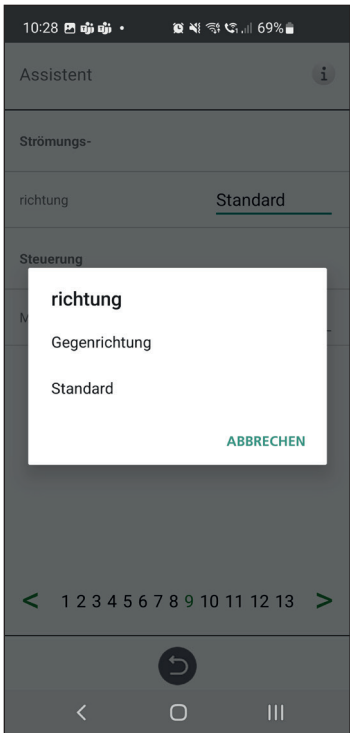 10:28
69%
Assistent
i
Strömungs-
richtung Standard
Steuerung
M
richtung
Gegenrichtung
Standard
ABBRECHEN
< 1 2 3 4 5 6 7 8 9 10 11 12 13 >